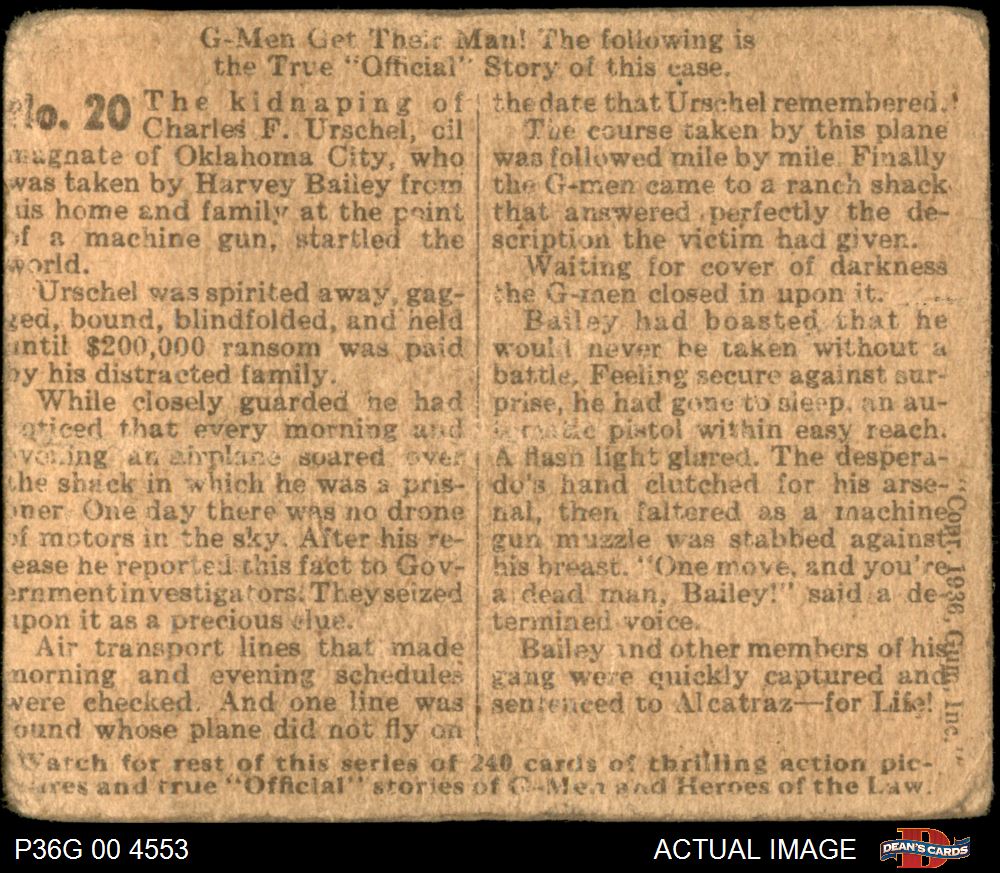 G-Men Get Their Man! The following is
the True "Official" Story of this case.
No. 20 The kidnaping of
Charles F. Urschel, oil
magnate of Oklahoma City, who
was taken by Harvey Bailey from
his home and family at the point
of a machine gun, startled the
world.
Urschel was spirited away, gag-
ged, bound, blindfolded, and held
until $200,000 ransom was paid
by his distracted family.
While closely guarded he had
noticed that every morning and
evening an airplane soared over
the shack in which he was a pris-
oner. One day there was no drone
of motors in the sky. After his re-
lease he reported this fact to Gov-
ernment investigators. They seized
upon it as a precious clue.
Air transport lines that made
morning and evening schedules
were checked. And one line was
found whose plane did not fly on
the date that Urschel remembered.
The course taken by this plane
was followed mile by mile. Finally
the G-men came to a ranch shack
that answered perfectly the de-
scription the victim had given.
Waiting for cover of darkness
the G-men closed in upon it.
Bailey had boasted that he
would never be taken without a
battle. Feeling secure against sur-
prise, he had gone to sleep, an au-
tomatic pistol within easy reach.
A flash light glared. The despera-
do's hand clutched for his arse-
nal, then faltered as a machine
gun muzzle was stabbed against
his breast. "One move, and you're
a dead man, Bailey!" said a de-
termined voice.
Bailey and other members of his
gang were quickly captured and
sentenced to Alcatraz—for Life!
"Copr. 1936, Gum, Inc."
Watch for rest of this series of 240 cards of thrilling action pic-
tures and true "Official" stories of G-Men and Heroes of the Law.
P36G 00 4553
ACTUAL IMAGE
D
DEAN'S CARDS